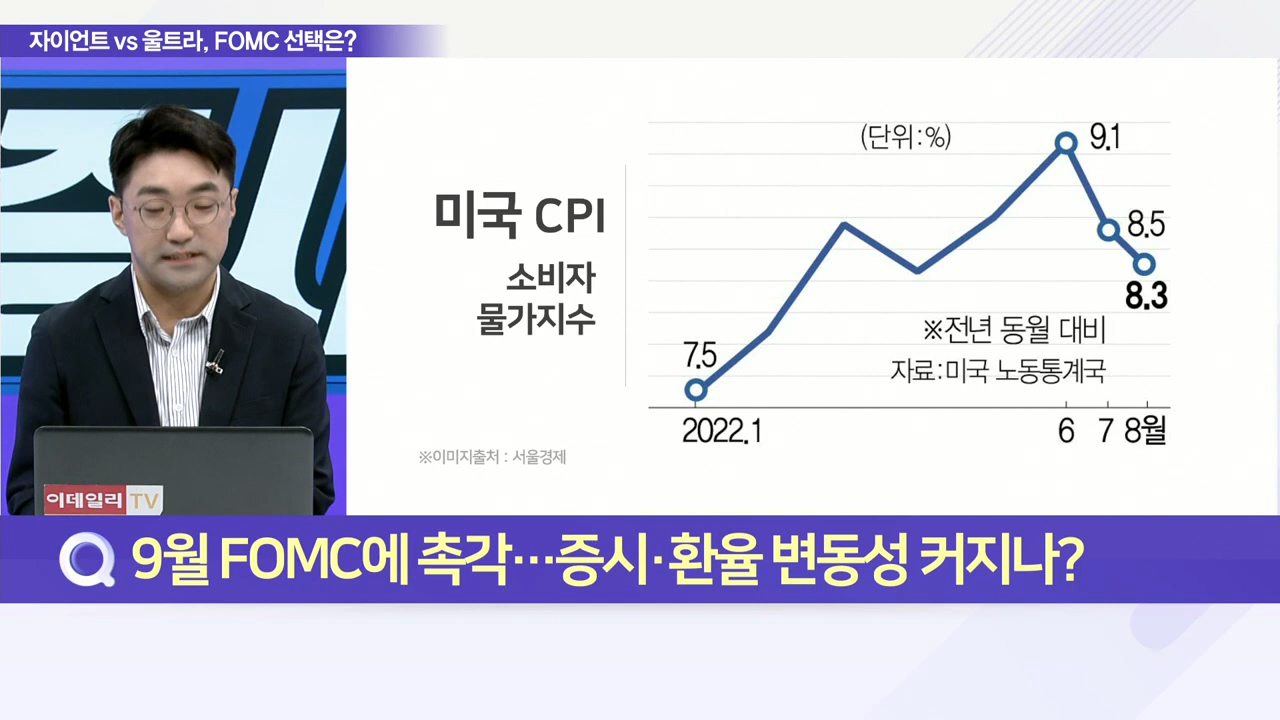 자이언트 vs 울트라, FOMC 선택은?
미국 CPI
소비자
물가지수
(단위:%)
9.1
8.5
8.3
7.5
※전년 동월 대비
자료:미국 노동통계국
2022.1 6 7 8월
※이미지출처 : 서울경제
이데일리 TV
9월 FOMC에 촉각…증시·환율 변동성 커지나?